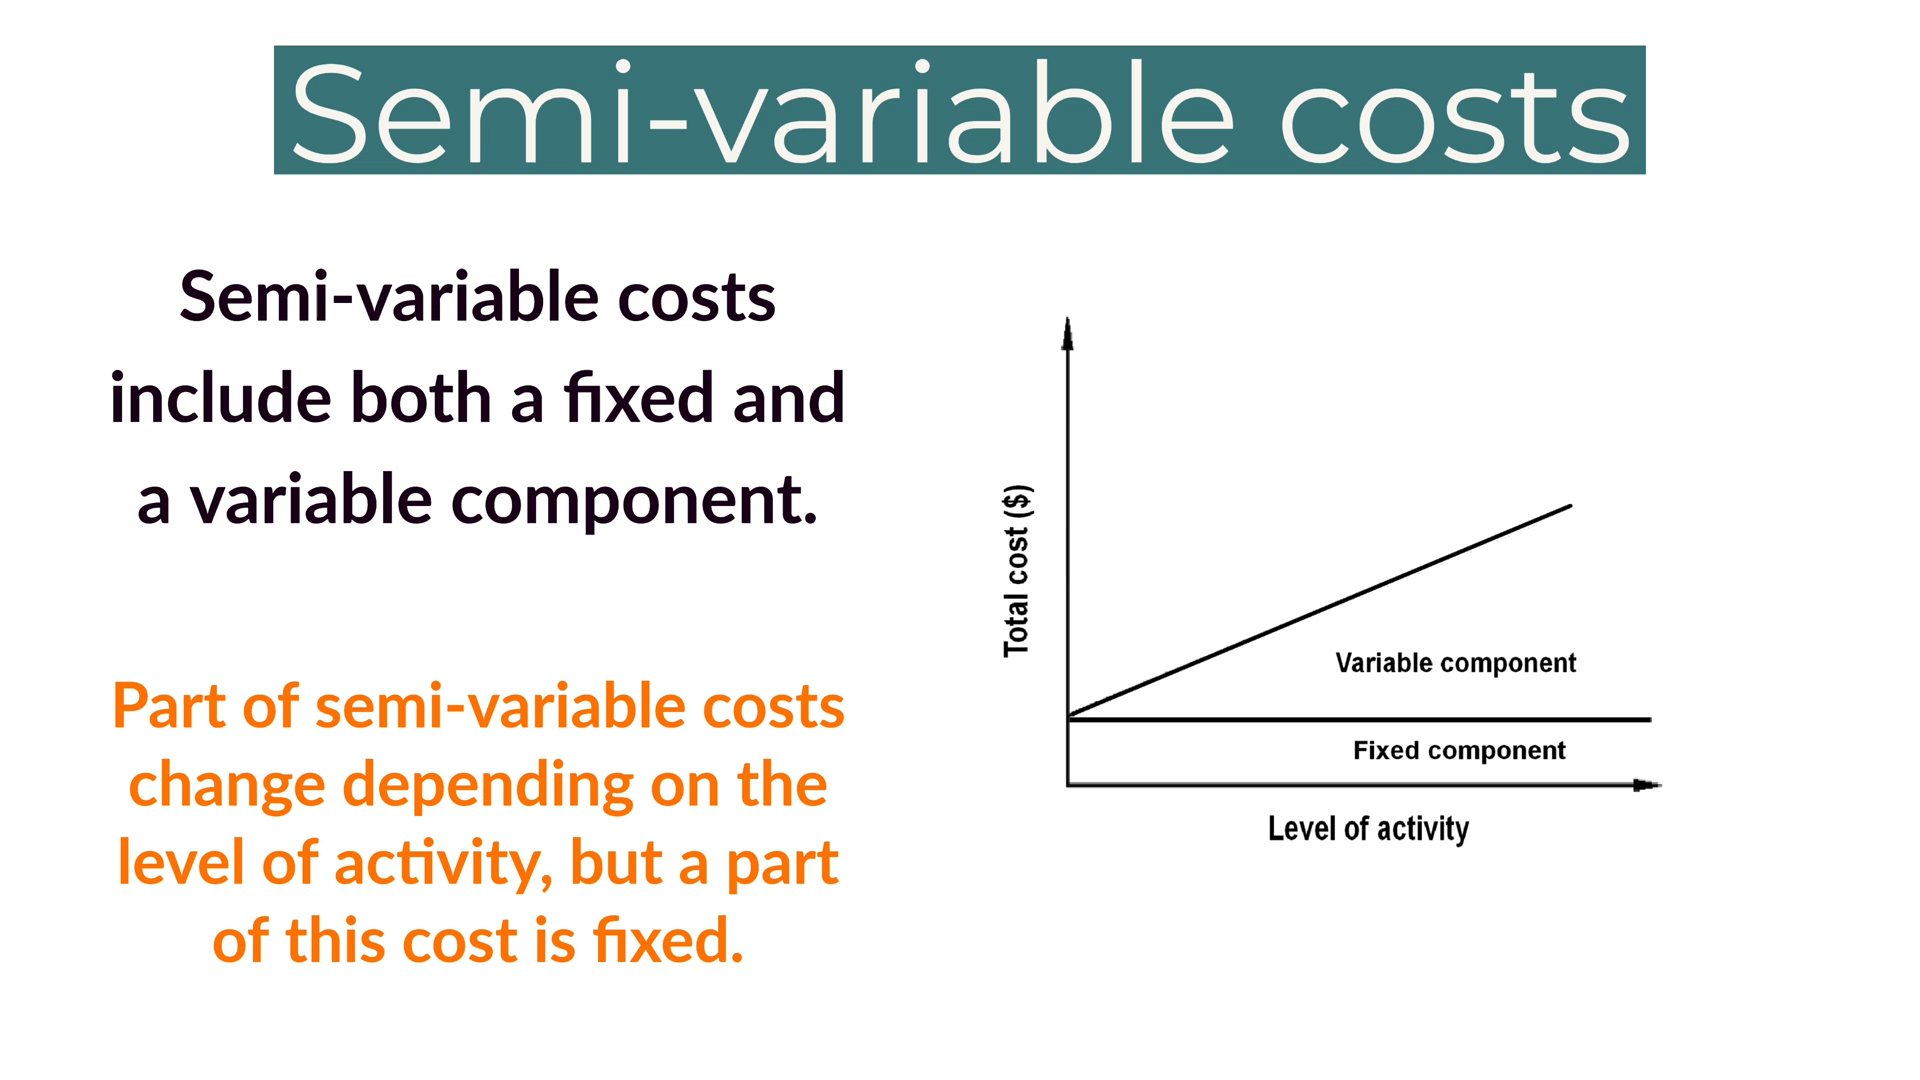 Semi-variable costs
Semi-variable costs
include both a fixed and
a variable component.
Part of semi-variable costs
change depending on the
level of activity, but a part
of this cost is fixed.
Total cost ($)
Variable component
Fixed component
Level of activity